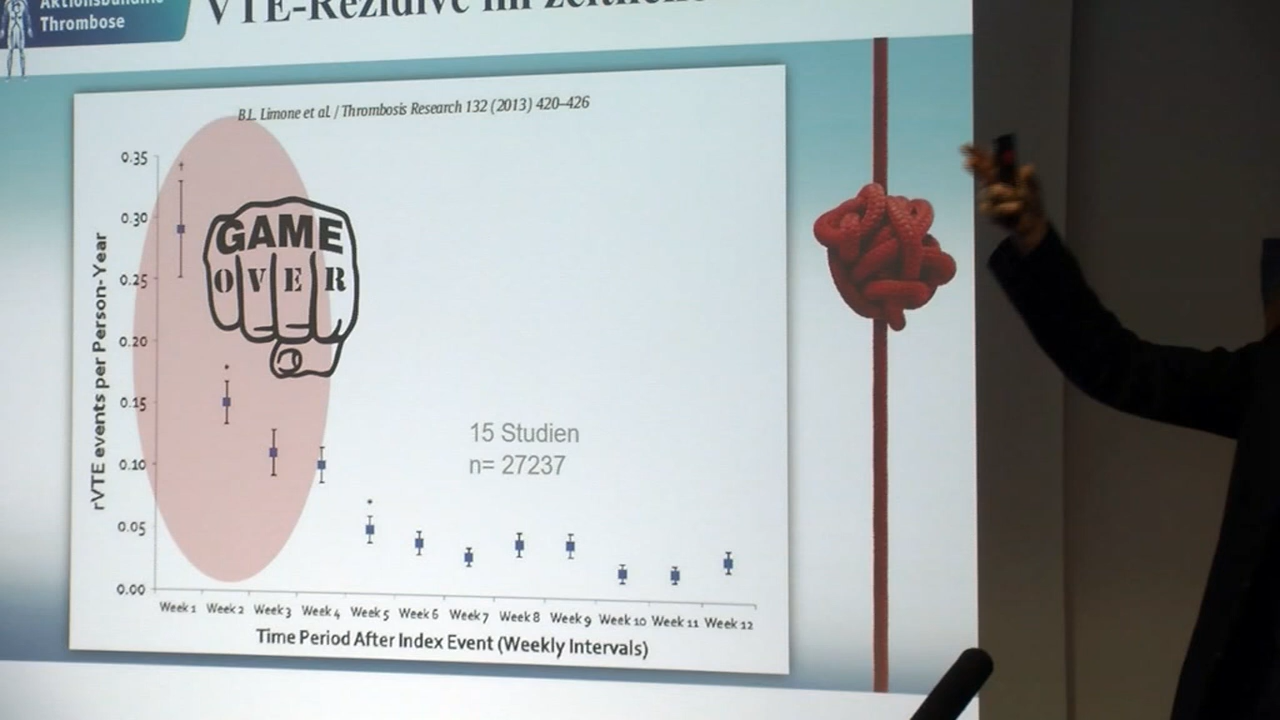 Thrombose
VTE-Rezidive im
B.L. Limone et al. / Thrombosis Research 132 (2013) 420–426
0.35
0.30
0.25
0.20
0.15
0.10
0.05
0.00
rVTE events per Person-Year
GAME
OVER
15 Studien
n= 27237
Week 1 Week 2 Week 3 Week 4 Week 5 Week 6 Week 7 Week 8 Week 9 Week 10 Week 11 Week 12
Time Period After Index Event (Weekly Intervals)